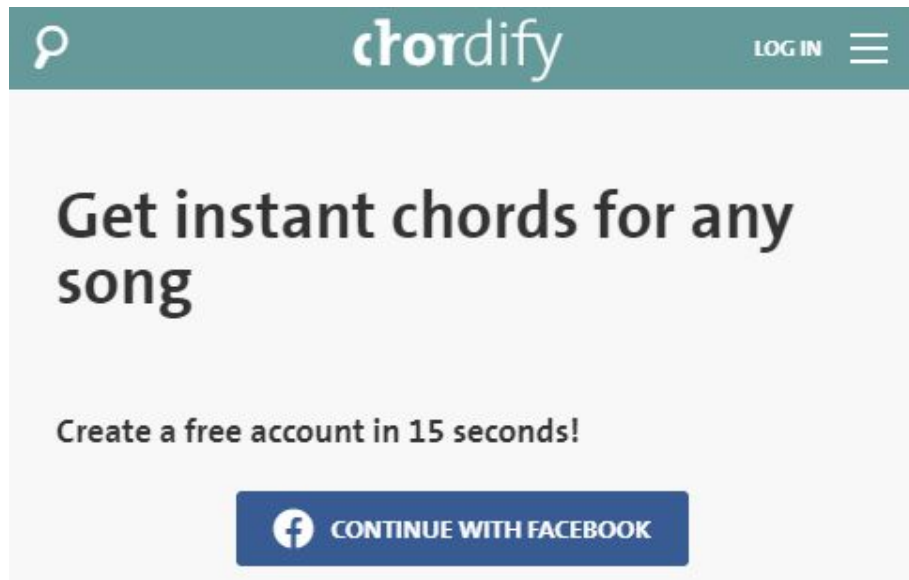 chordify
LOG IN
Get instant chords for any
song
Create a free account in 15 seconds!
CONTINUE WITH FACEBOOK